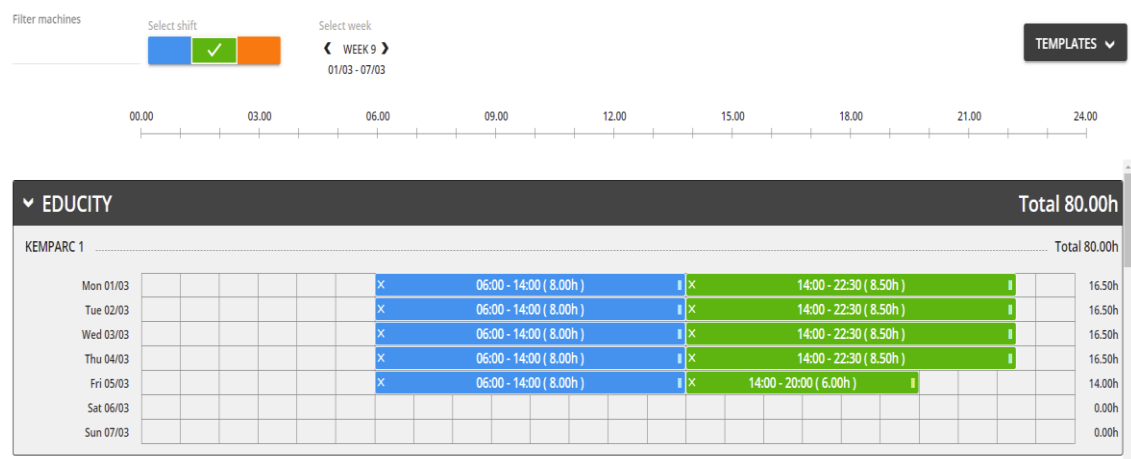 Filter machines
Select shift
Select week
WEEK 9
01/03 - 07/03
TEMPLATES
00.00 03.00 06.00 09.00 12.00 15.00 18.00 21.00 24.00
EDUCITY Total 80.00h
KEMPARC 1 Total 80.00h
Mon 01/03 06:00 - 14:00 ( 8.00h ) 14:00 - 22:30 ( 8.50h ) 16.50h
Tue 02/03 06:00 - 14:00 ( 8.00h ) 14:00 - 22:30 ( 8.50h ) 16.50h
Wed 03/03 06:00 - 14:00 ( 8.00h ) 14:00 - 22:30 ( 8.50h ) 16.50h
Thu 04/03 06:00 - 14:00 ( 8.00h ) 14:00 - 22:30 ( 8.50h ) 16.50h
Fri 05/03 06:00 - 14:00 ( 8.00h ) 14:00 - 20:00 ( 6.00h ) 14.00h
Sat 06/03 0.00h
Sun 07/03 0.00h